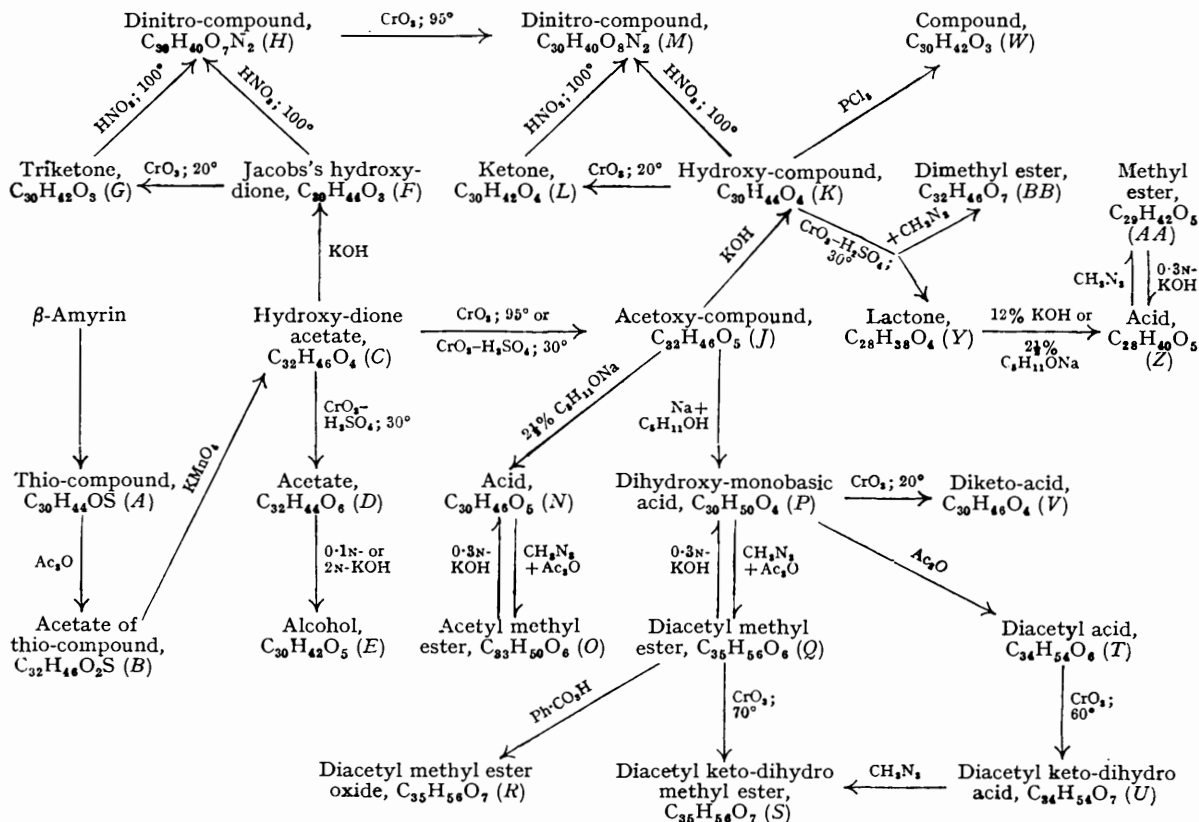 Dinitro-compound,
C₃₀H₄₀O₇N₂ (H)
CrO₃; 95°
Dinitro-compound,
C₃₀H₄₀O₈N₂ (M)
Compound,
C₃₀H₄₂O₃ (W)
HNO₃; 100°
HNO₃; 100°
HNO₃; 100°
HNO₃; 100°
PCl₅
Triketone,
C₃₀H₄₂O₃ (G)
CrO₃; 20°
Jacobs's hydroxy-
dione, C₃₀H₄₄O₃ (F)
Ketone,
C₃₀H₄₂O₄ (L)
CrO₃; 20°
Hydroxy-compound,
C₃₀H₄₄O₄ (K)
Dimethyl ester,
C₃₂H₄₆O₇ (BB)
Methyl
ester,
C₂₉H₄₂O₅
(AA)
KOH
KOH
CrO₃–H₂SO₄;
30°
+CH₂N₂
CH₂N₂
0·3N-
KOH
β-Amyrin
Hydroxy-dione
acetate,
C₃₂H₄₆O₄ (C)
CrO₃; 95° or
CrO₃–H₂SO₄; 30°
Acetoxy-compound,
C₃₂H₄₆O₅ (J)
Lactone,
C₂₈H₃₈O₄ (Y)
12% KOH or
2½%
C₅H₁₁ONa
Acid,
C₂₈H₄₀O₅
(Z)
KMnO₄
CrO₃–
H₂SO₄; 30°
2½% C₅H₁₁ONa
Na+
C₅H₁₁OH
Thio-compound,
C₃₀H₄₄OS (A)
Acetate,
C₃₂H₄₄O₆ (D)
Acid,
C₃₀H₄₆O₅ (N)
Dihydroxy-monobasic
acid, C₃₀H₅₀O₄ (P)
CrO₃; 20°
Diketo-acid,
C₃₀H₄₆O₄ (V)
Ac₂O
0·1N- or
2N-KOH
0·3N-
KOH
CH₂N₂
+Ac₂O
0·3N-
KOH
CH₂N₂
+Ac₂O
Ac₂O
Acetate of
thio-compound,
C₃₂H₄₆O₂S (B)
Alcohol,
C₃₀H₄₂O₅ (E)
Acetyl methyl
ester, C₃₃H₅₀O₆ (O)
Diacetyl methyl
ester, C₃₅H₅₆O₆ (Q)
Diacetyl acid,
C₃₄H₅₄O₆ (T)
Ph·CO₃H
CrO₃;
70°
CrO₃;
60°
Diacetyl methyl ester
oxide, C₃₅H₅₆O₇ (R)
Diacetyl keto-dihydro
methyl ester,
C₃₅H₅₆O₇ (S)
CH₂N₂
Diacetyl keto-dihydro
acid, C₃₄H₅₄O₇ (U)